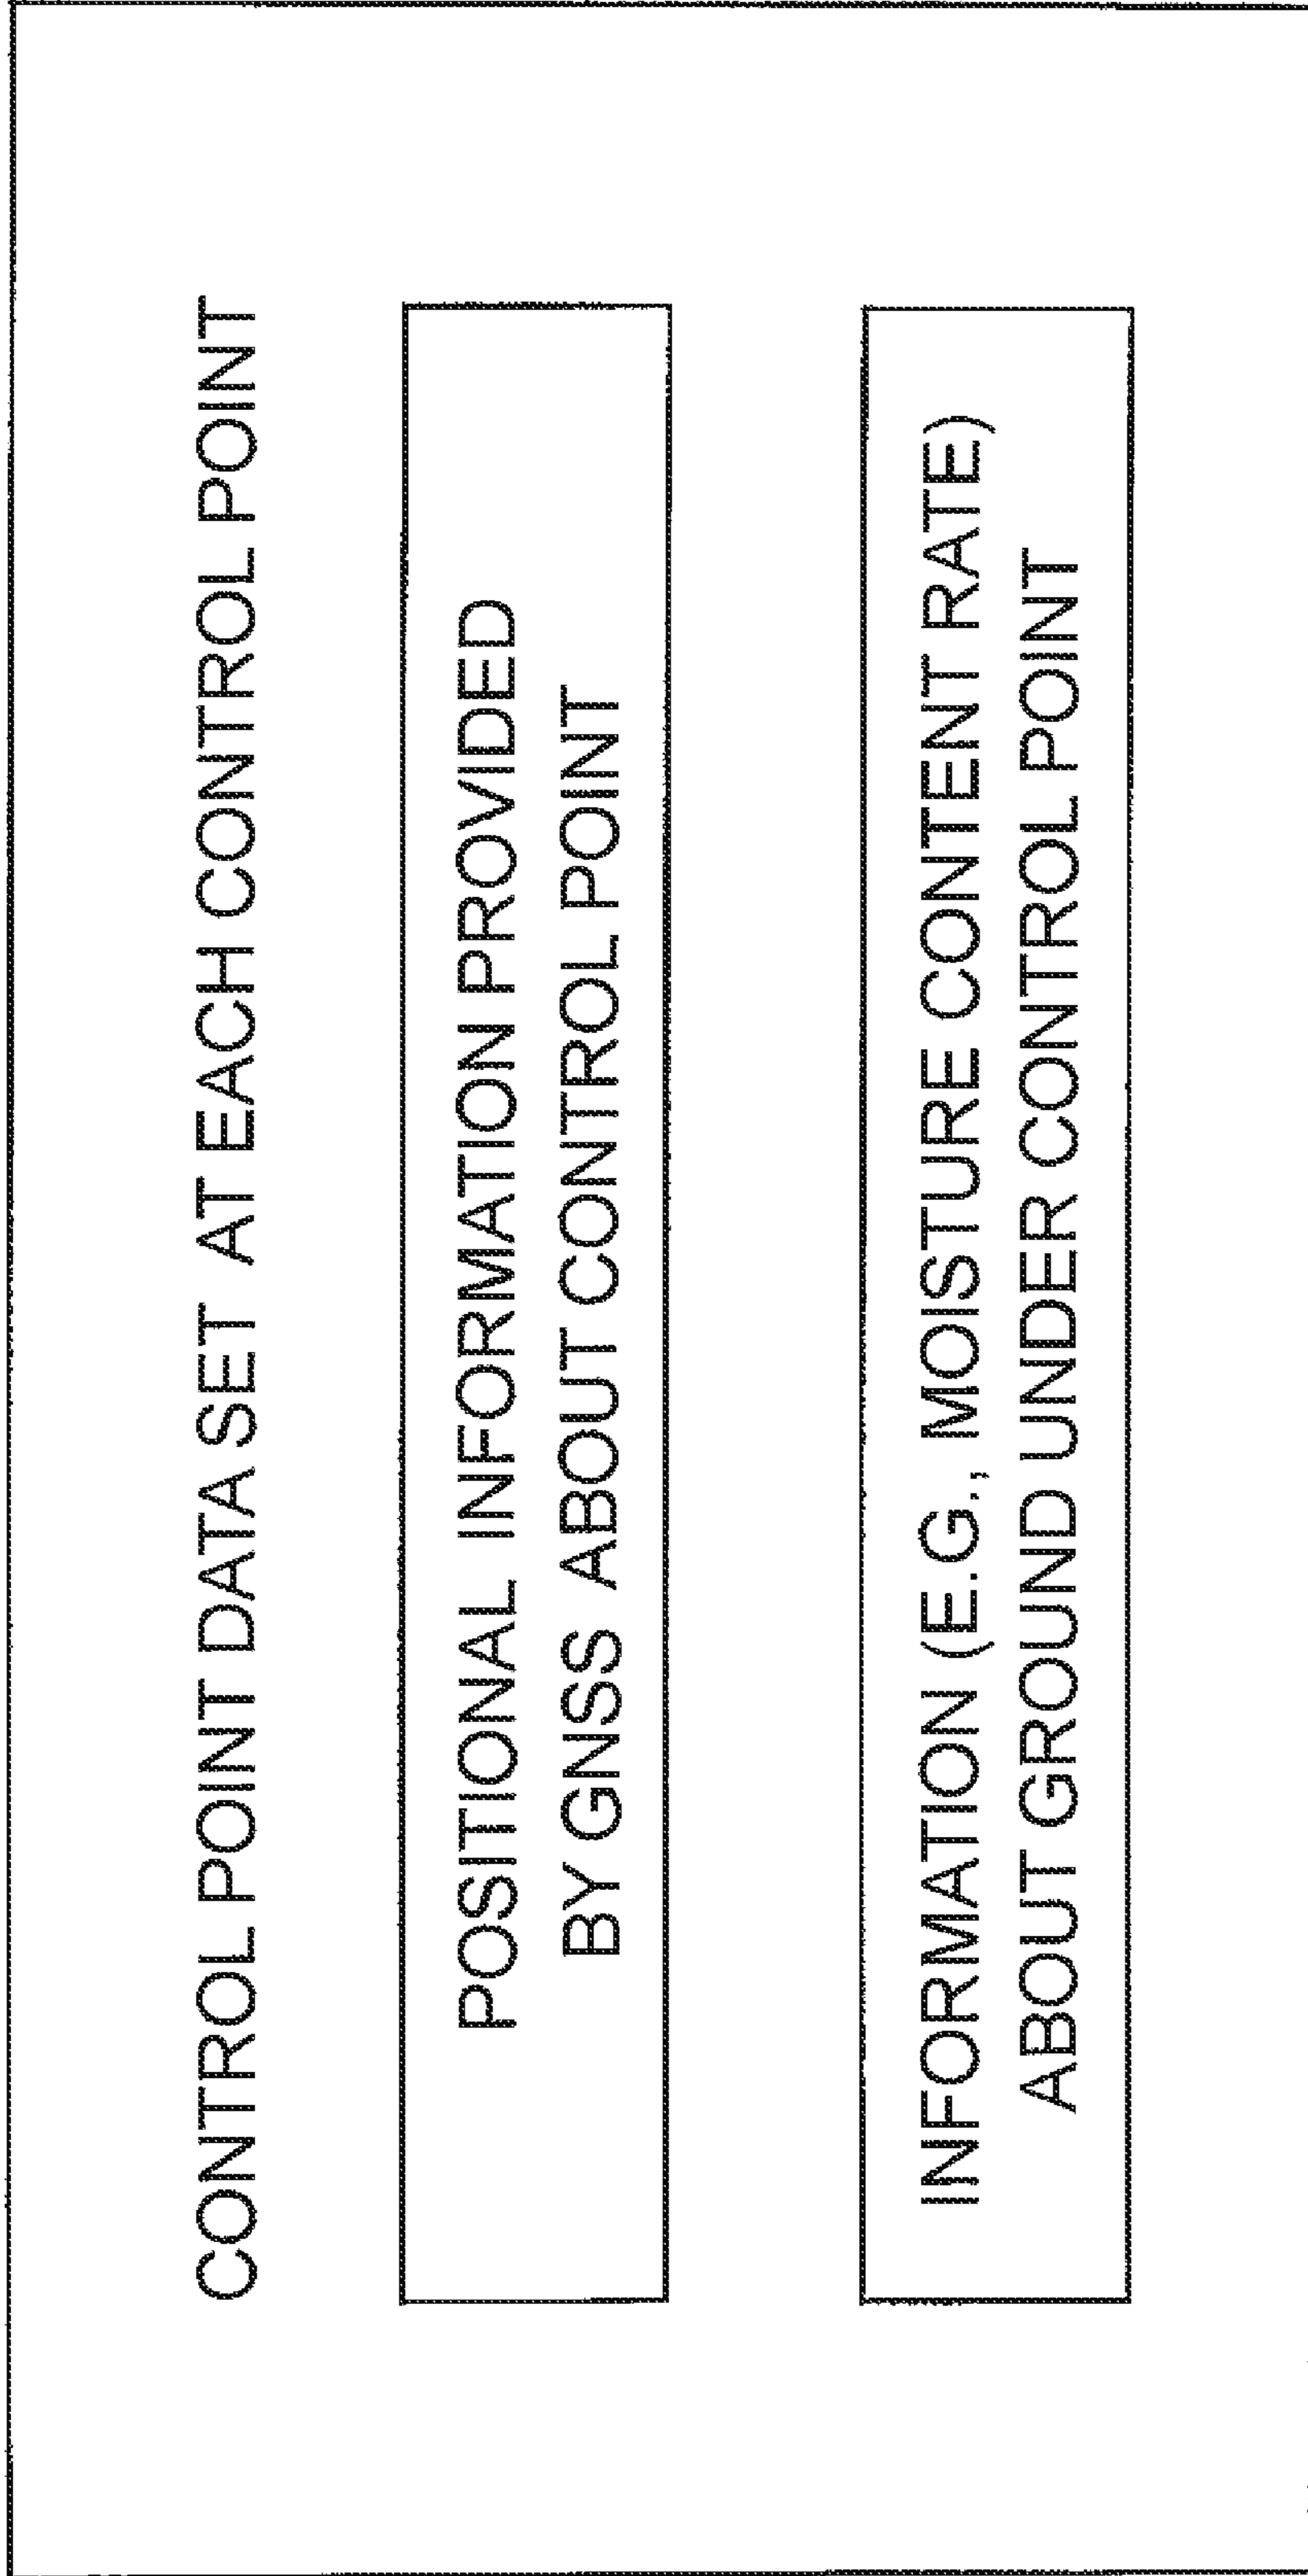 CONTROL POINT DATA SET AT EACH CONTROL POINT
POSITIONAL INFORMATION PROVIDED
BY GNSS ABOUT CONTROL POINT
INFORMATION (E.G., MOISTURE CONTENT RATE)
ABOUT GROUND UNDER CONTROL POINT